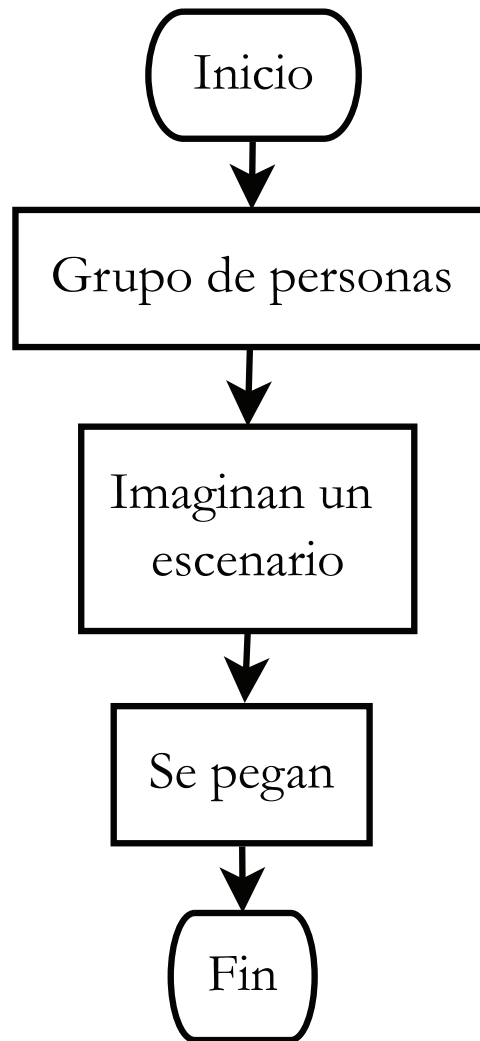 Inicio
Grupo de personas
Imaginan un
escenario
Se pegan
Fin